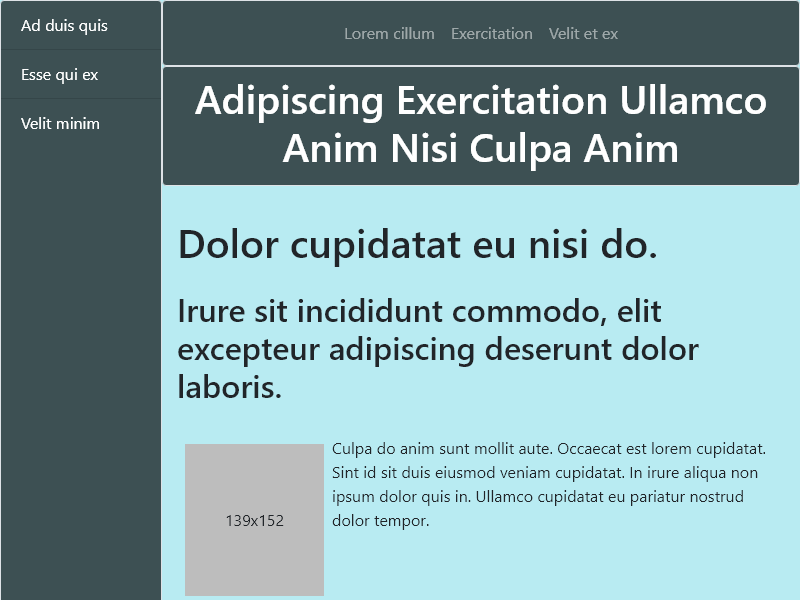 Ad duis quis
Esse qui ex
Velit minim
Lorem cillum Exercitation Velit et ex
Adipiscing Exercitation Ullamco
Anim Nisi Culpa Anim
Dolor cupidatat eu nisi do.
Irure sit incididunt commodo, elit
excepteur adipiscing deserunt dolor
laboris.
139x152
Culpa do anim sunt mollit aute. Occaecat est lorem cupidatat.
Sint id sit duis eiusmod veniam cupidatat. In irure aliqua non
ipsum dolor quis in. Ullamco cupidatat eu pariatur nostrud
dolor tempor.